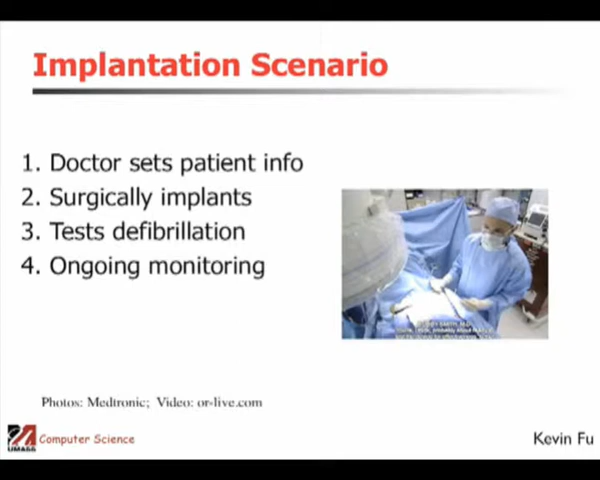 Implantation Scenario
1. Doctor sets patient info
2. Surgically implants
3. Tests defibrillation
4. Ongoing monitoring
Photos: Medtronic; Video: or-live.com
UMASS
Computer Science
Kevin Fu